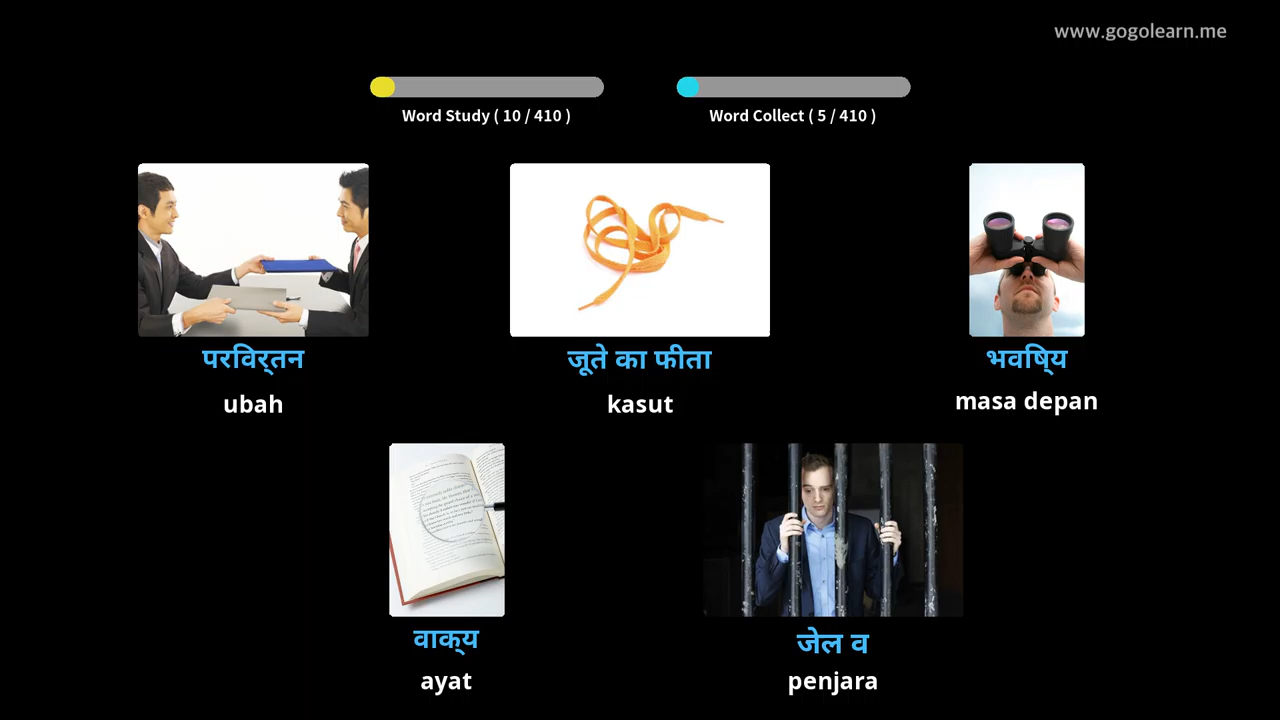 www.gogolearn.me
Word Study ( 10 / 410 )
Word Collect ( 5 / 410 )
परविर्तन
ubah
जूते का फीता
kasut
भवष्यि
masa depan
वाक्य
ayat
जेल व
penjara